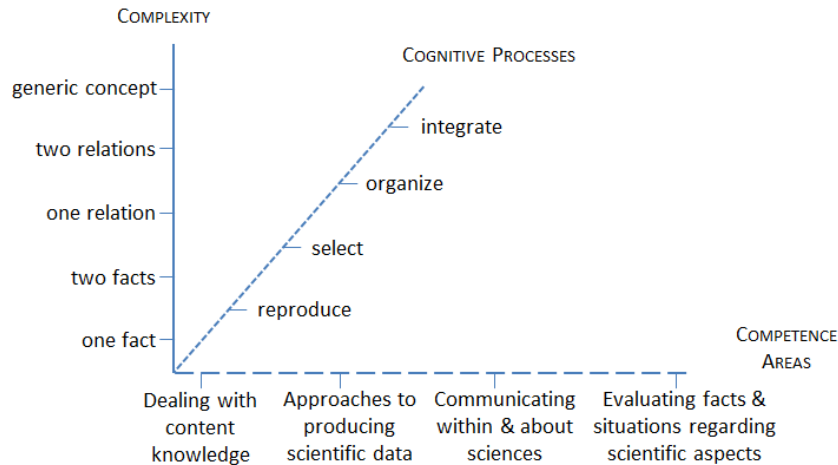 COMPLEXITY
COGNITIVE PROCESSES
generic concept
integrate
two relations
organize
one relation
select
two facts
reproduce
one fact
COMPETENCE
AREAS
Dealing with
content
knowledge
Approaches to
producing
scientific data
Communicating
within & about
sciences
Evaluating facts &
situations regarding
scientific aspects